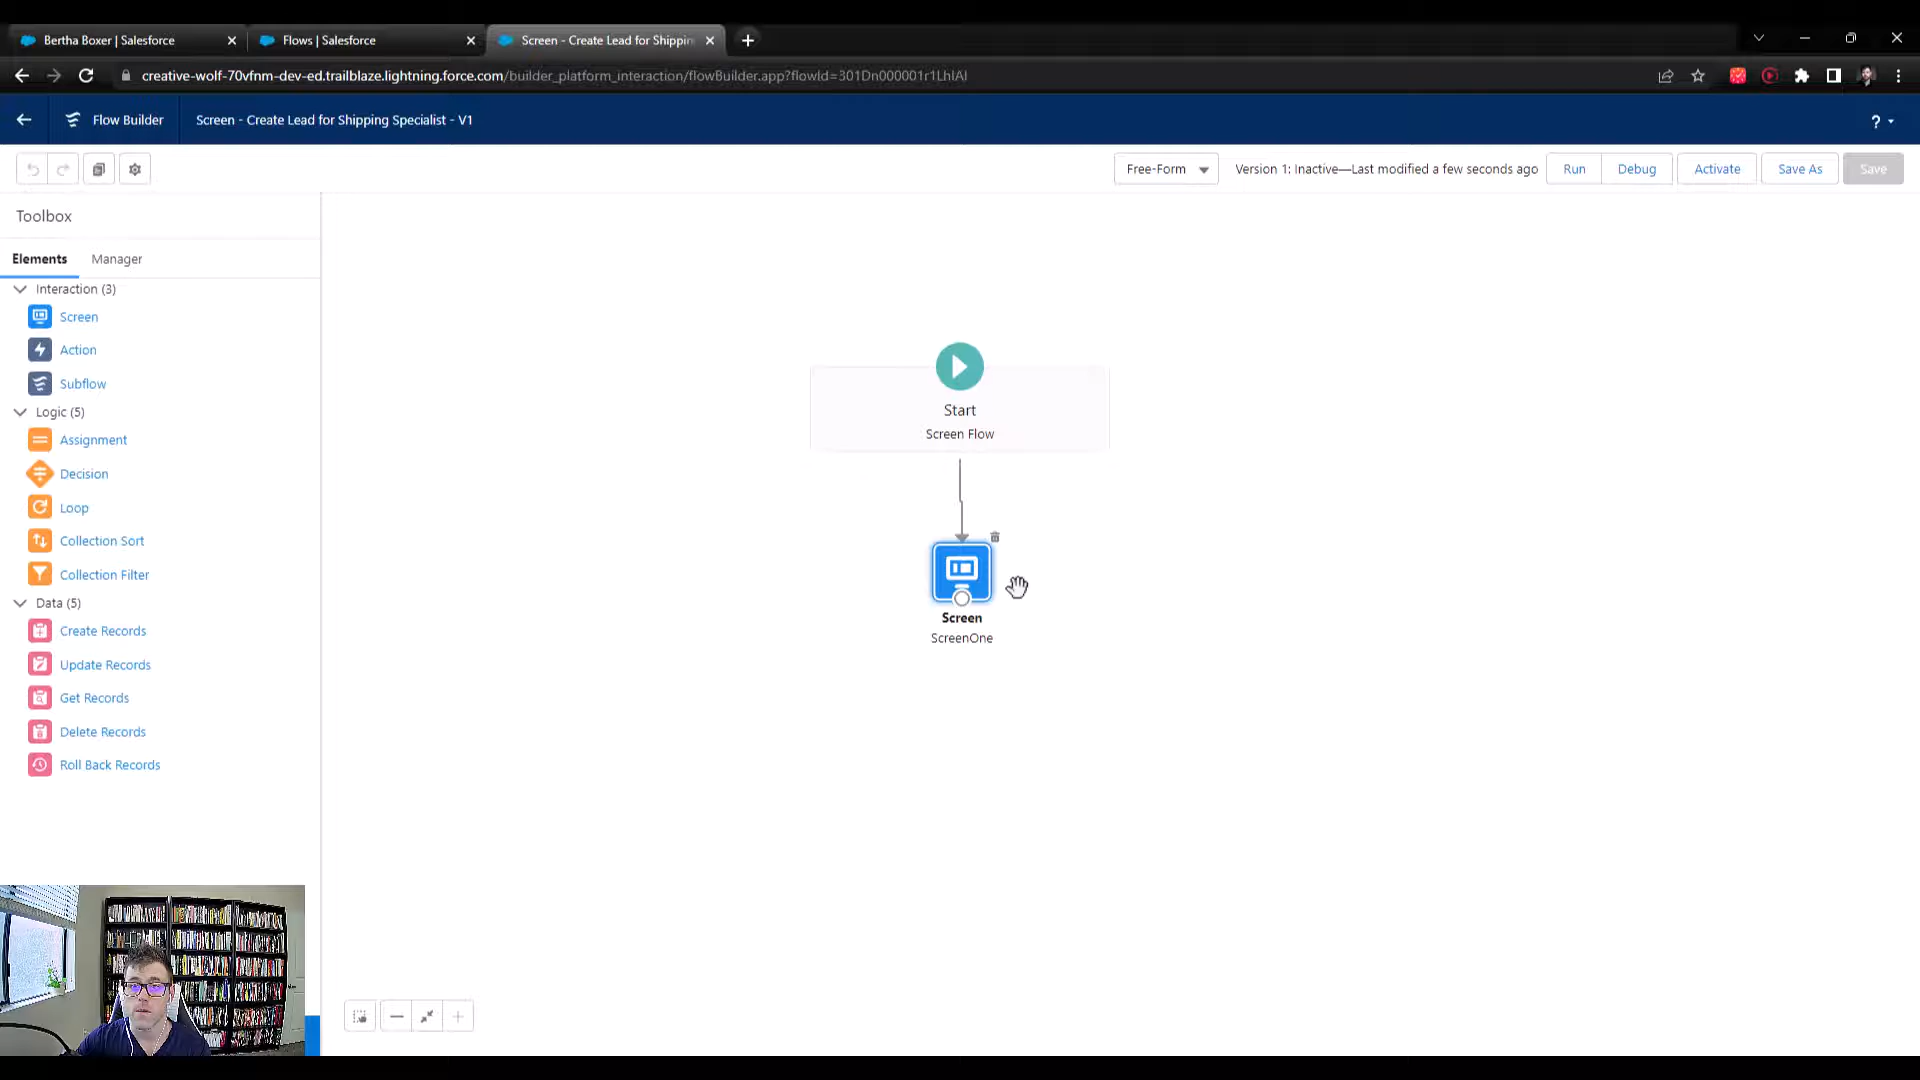 Bertha Boxer | Salesforce
Flows | Salesforce
Screen - Create Lead for Shippin
creative-wolf-70vfnm-dev-ed.trailblaze.lightning.force.com/builder_platform_interaction/flowBuilder.app?flowId=301Dn000001r1LhIAI
Flow Builder
Screen - Create Lead for Shipping Specialist - V1
?
Free-Form
Version 1: Inactive—Last modified a few seconds ago
Run
Debug
Activate
Save As
Save
Toolbox
Elements
Manager
Interaction (3)
Screen
Action
Subflow
Logic (5)
Assignment
Decision
Loop
Collection Sort
Collection Filter
Data (5)
Create Records
Update Records
Get Records
Delete Records
Roll Back Records
Start
Screen Flow
Screen
ScreenOne